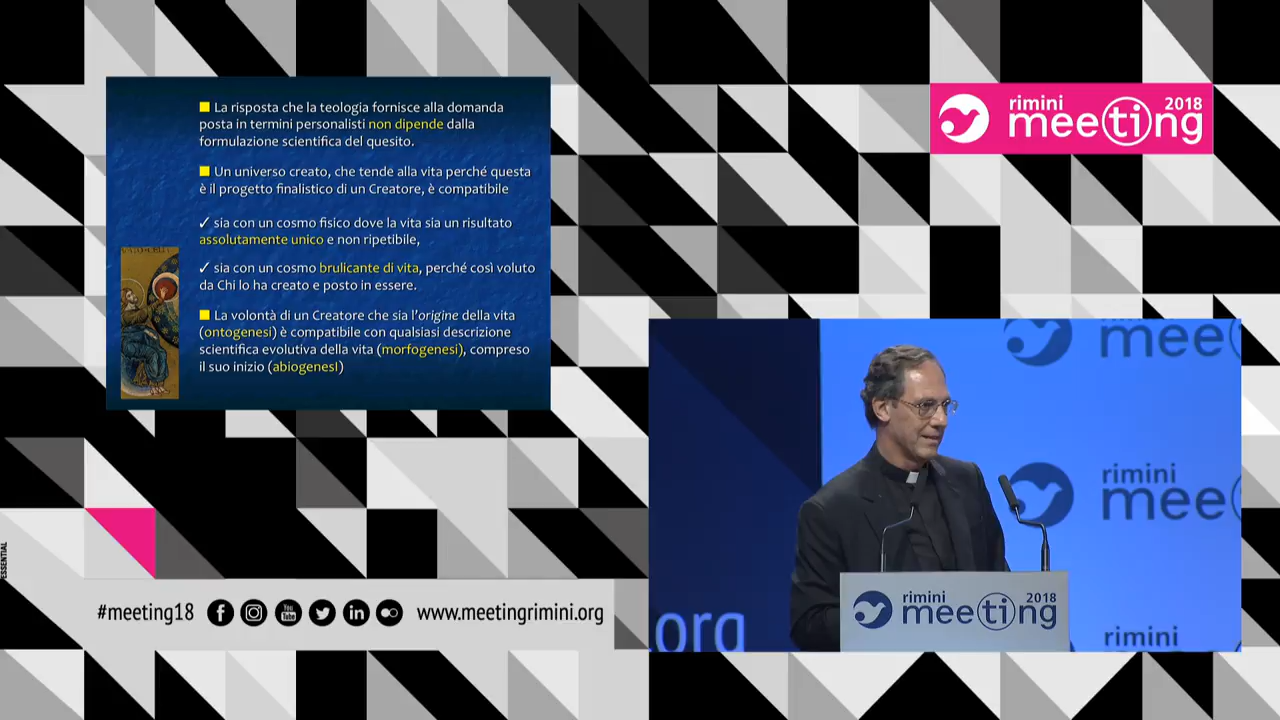 La risposta che la teologia fornisce alla domanda
posta in termini personalisti non dipende dalla
formulazione scientifica del quesito.
Un universo creato, che tende alla vita perché questa
è il progetto finalistico di un Creatore, è compatibile
✓ sia con un cosmo fisico dove la vita sia un risultato
assolutamente unico e non ripetibile,
✓ sia con un cosmo brulicante di vita, perché così voluto
da Chi lo ha creato e posto in essere.
La volontà di un Creatore che sia l'origine della vita
(ontogenesi) è compatibile con qualsiasi descrizione
scientifica evolutiva della vita (morfogenesi), compreso
il suo inizio (abiogenesI)
rimini 2018
meeting
rimini
mee
rimini 2018
meeting
.org
rimini
#meeting18
You
Tube
in
www.meetingrimini.org
ESSENTIAL